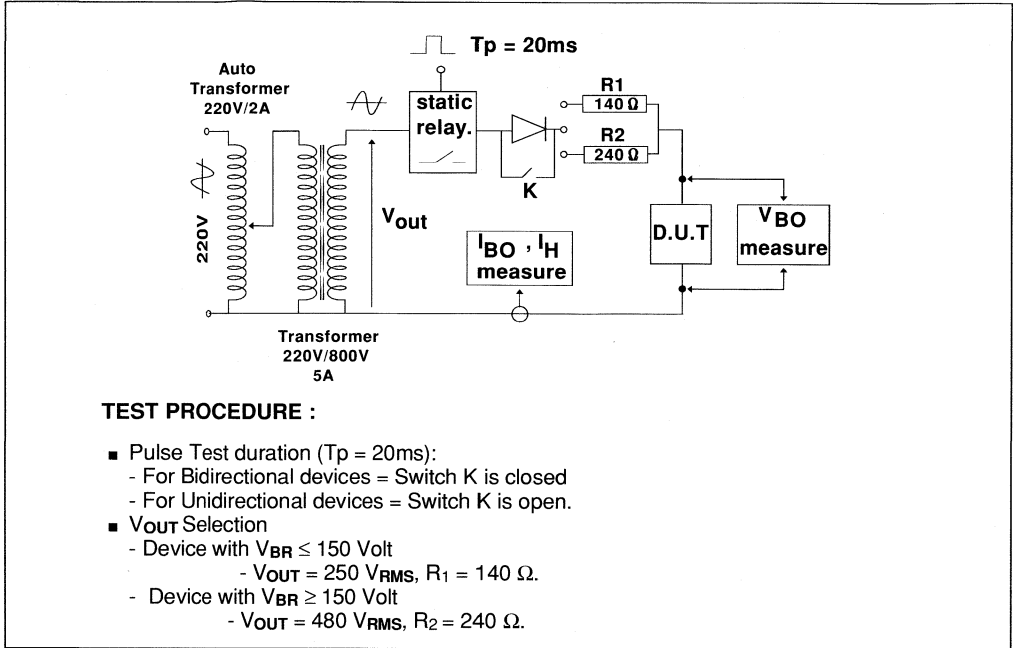 Tp = 20ms
Auto
Transformer
220V/2A
static
relay.
R1
140 Ω
R2
240 Ω
K
220V
Vout
IBO , IH
measure
D.U.T
VBO
measure
Transformer
220V/800V
5A
TEST PROCEDURE :
■ Pulse Test duration (Tp = 20ms):
- For Bidirectional devices = Switch K is closed
- For Unidirectional devices = Switch K is open.
■ VOUT Selection
- Device with VBR ≤ 150 Volt
- VOUT = 250 VRMS, R1 = 140 Ω.
- Device with VBR ≥ 150 Volt
- VOUT = 480 VRMS, R2 = 240 Ω.